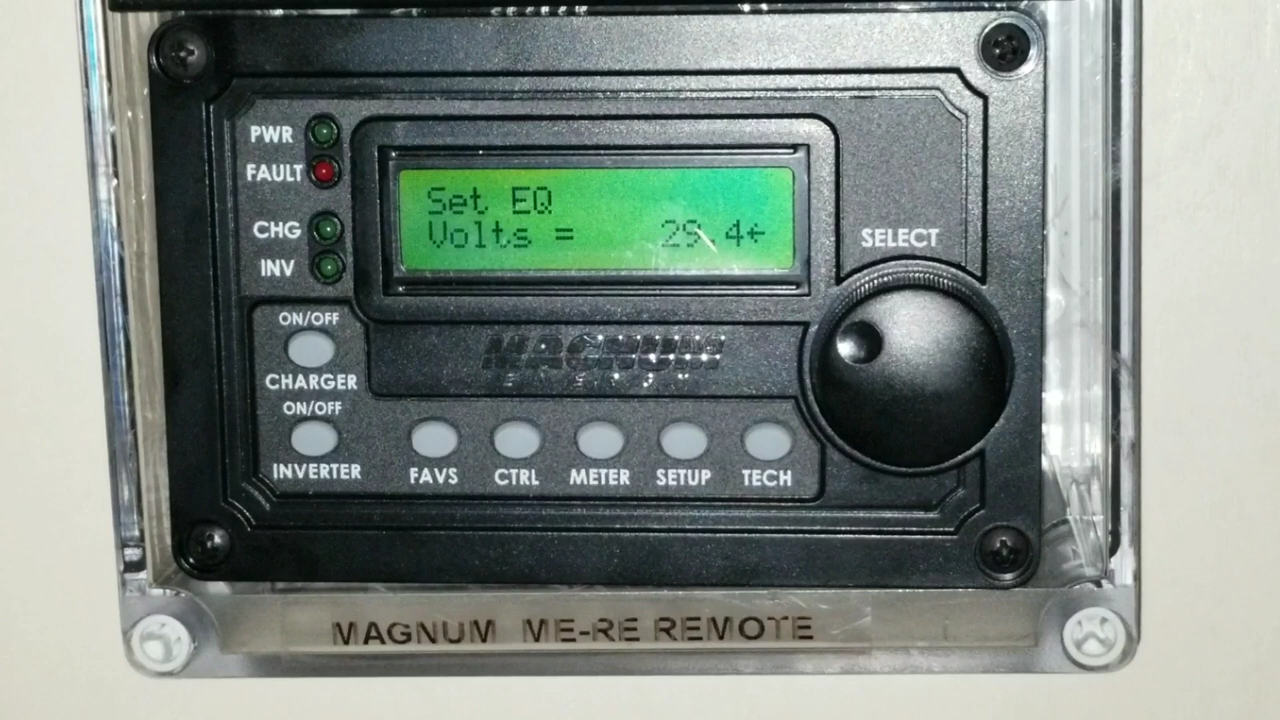 PWR
FAULT
CHG
INV
Set EQ
Volts = 29.4←
SELECT
ON/OFF
CHARGER
ON/OFF
INVERTER
MAGNUM
FAVS CTRL METER SETUP TECH
MAGNUM ME-RE REMOTE